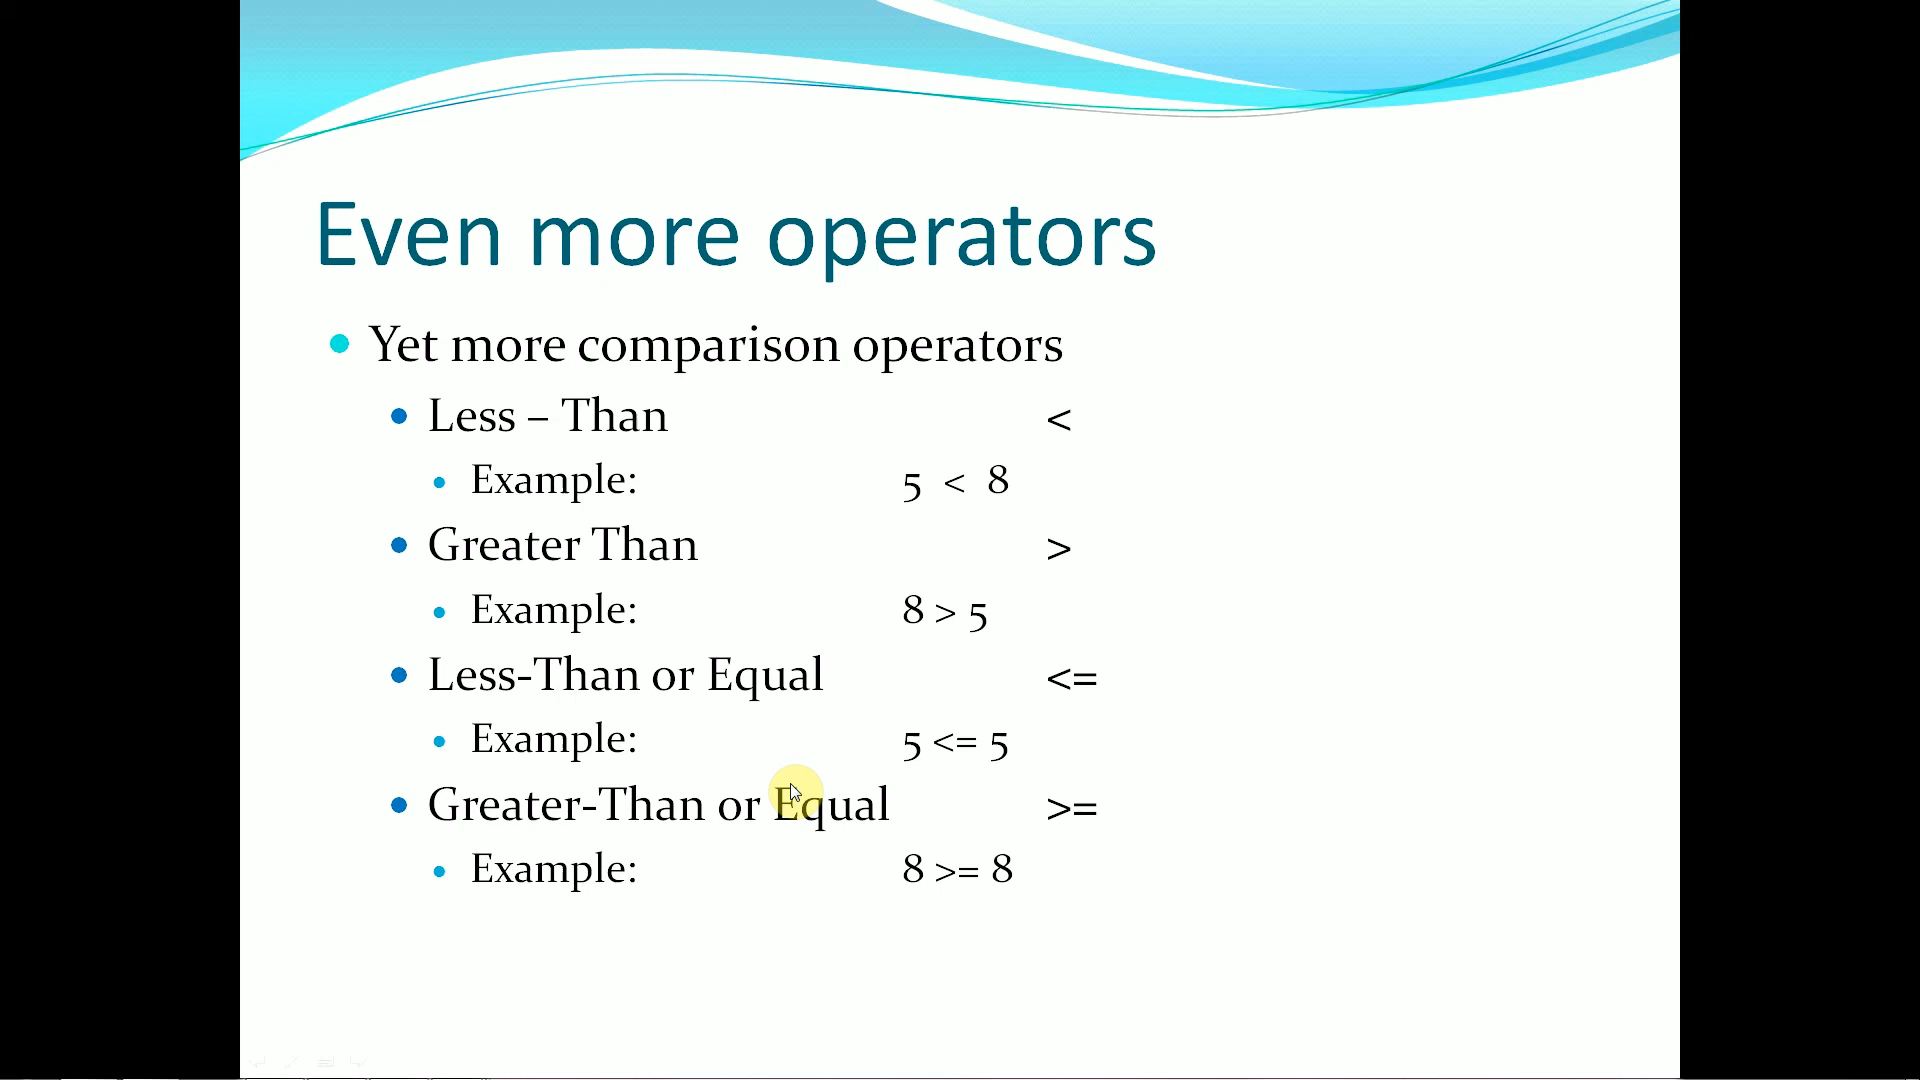 Even more operators
Yet more comparison operators
Less – Than <
Example: 5 < 8
Greater Than >
Example: 8 > 5
Less-Than or Equal <=
Example: 5 <= 5
Greater-Than or Equal >=
Example: 8 >= 8